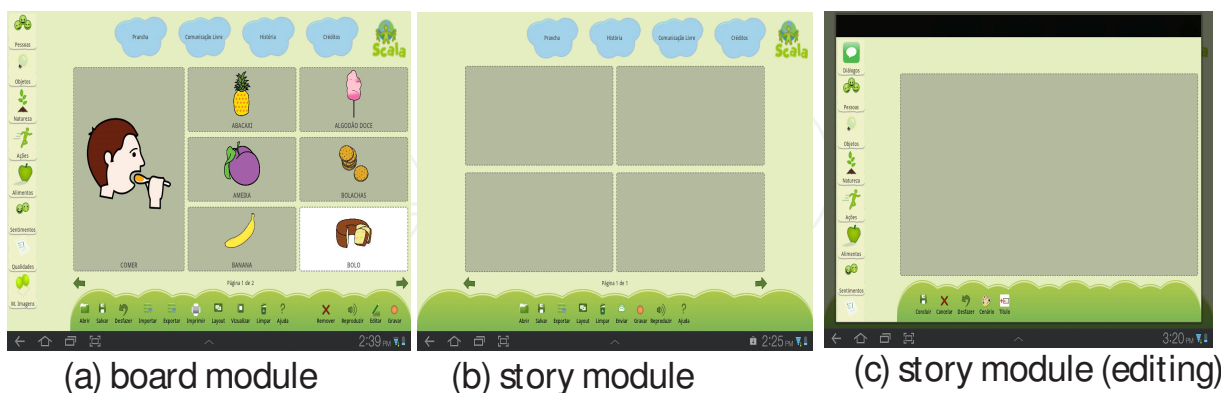 Prancha Comunicação Livre História Créditos
Scala
Pessoas
Objetos
Natureza
Ações
Alimentos
Sentimentos
Qualidades
M. Imagens
COMER
ABACAXI
ALGODÃO DOCE
AMEIXA
BOLACHAS
BANANA
BOLO
Página 1 de 2
Abrir Salvar Desfazer Importar Exportar Imprimir Layout Visualizar Limpar Ajuda Remover Reproduzir Editar Gravar
2:39 PM
(a) board module
Prancha História Comunicação Livre Créditos
Scala
Página 1 de 1
Abrir Salvar Exportar Layout Limpar Enviar Gravar Reproduzir Ajuda
2:25 PM
(b) story module
Diálogos
Pessoas
Objetos
Natureza
Ações
Alimentos
Sentimentos
Concluir Cancelar Desfazer Cenário Título
3:20 PM
(c) story module (editing)